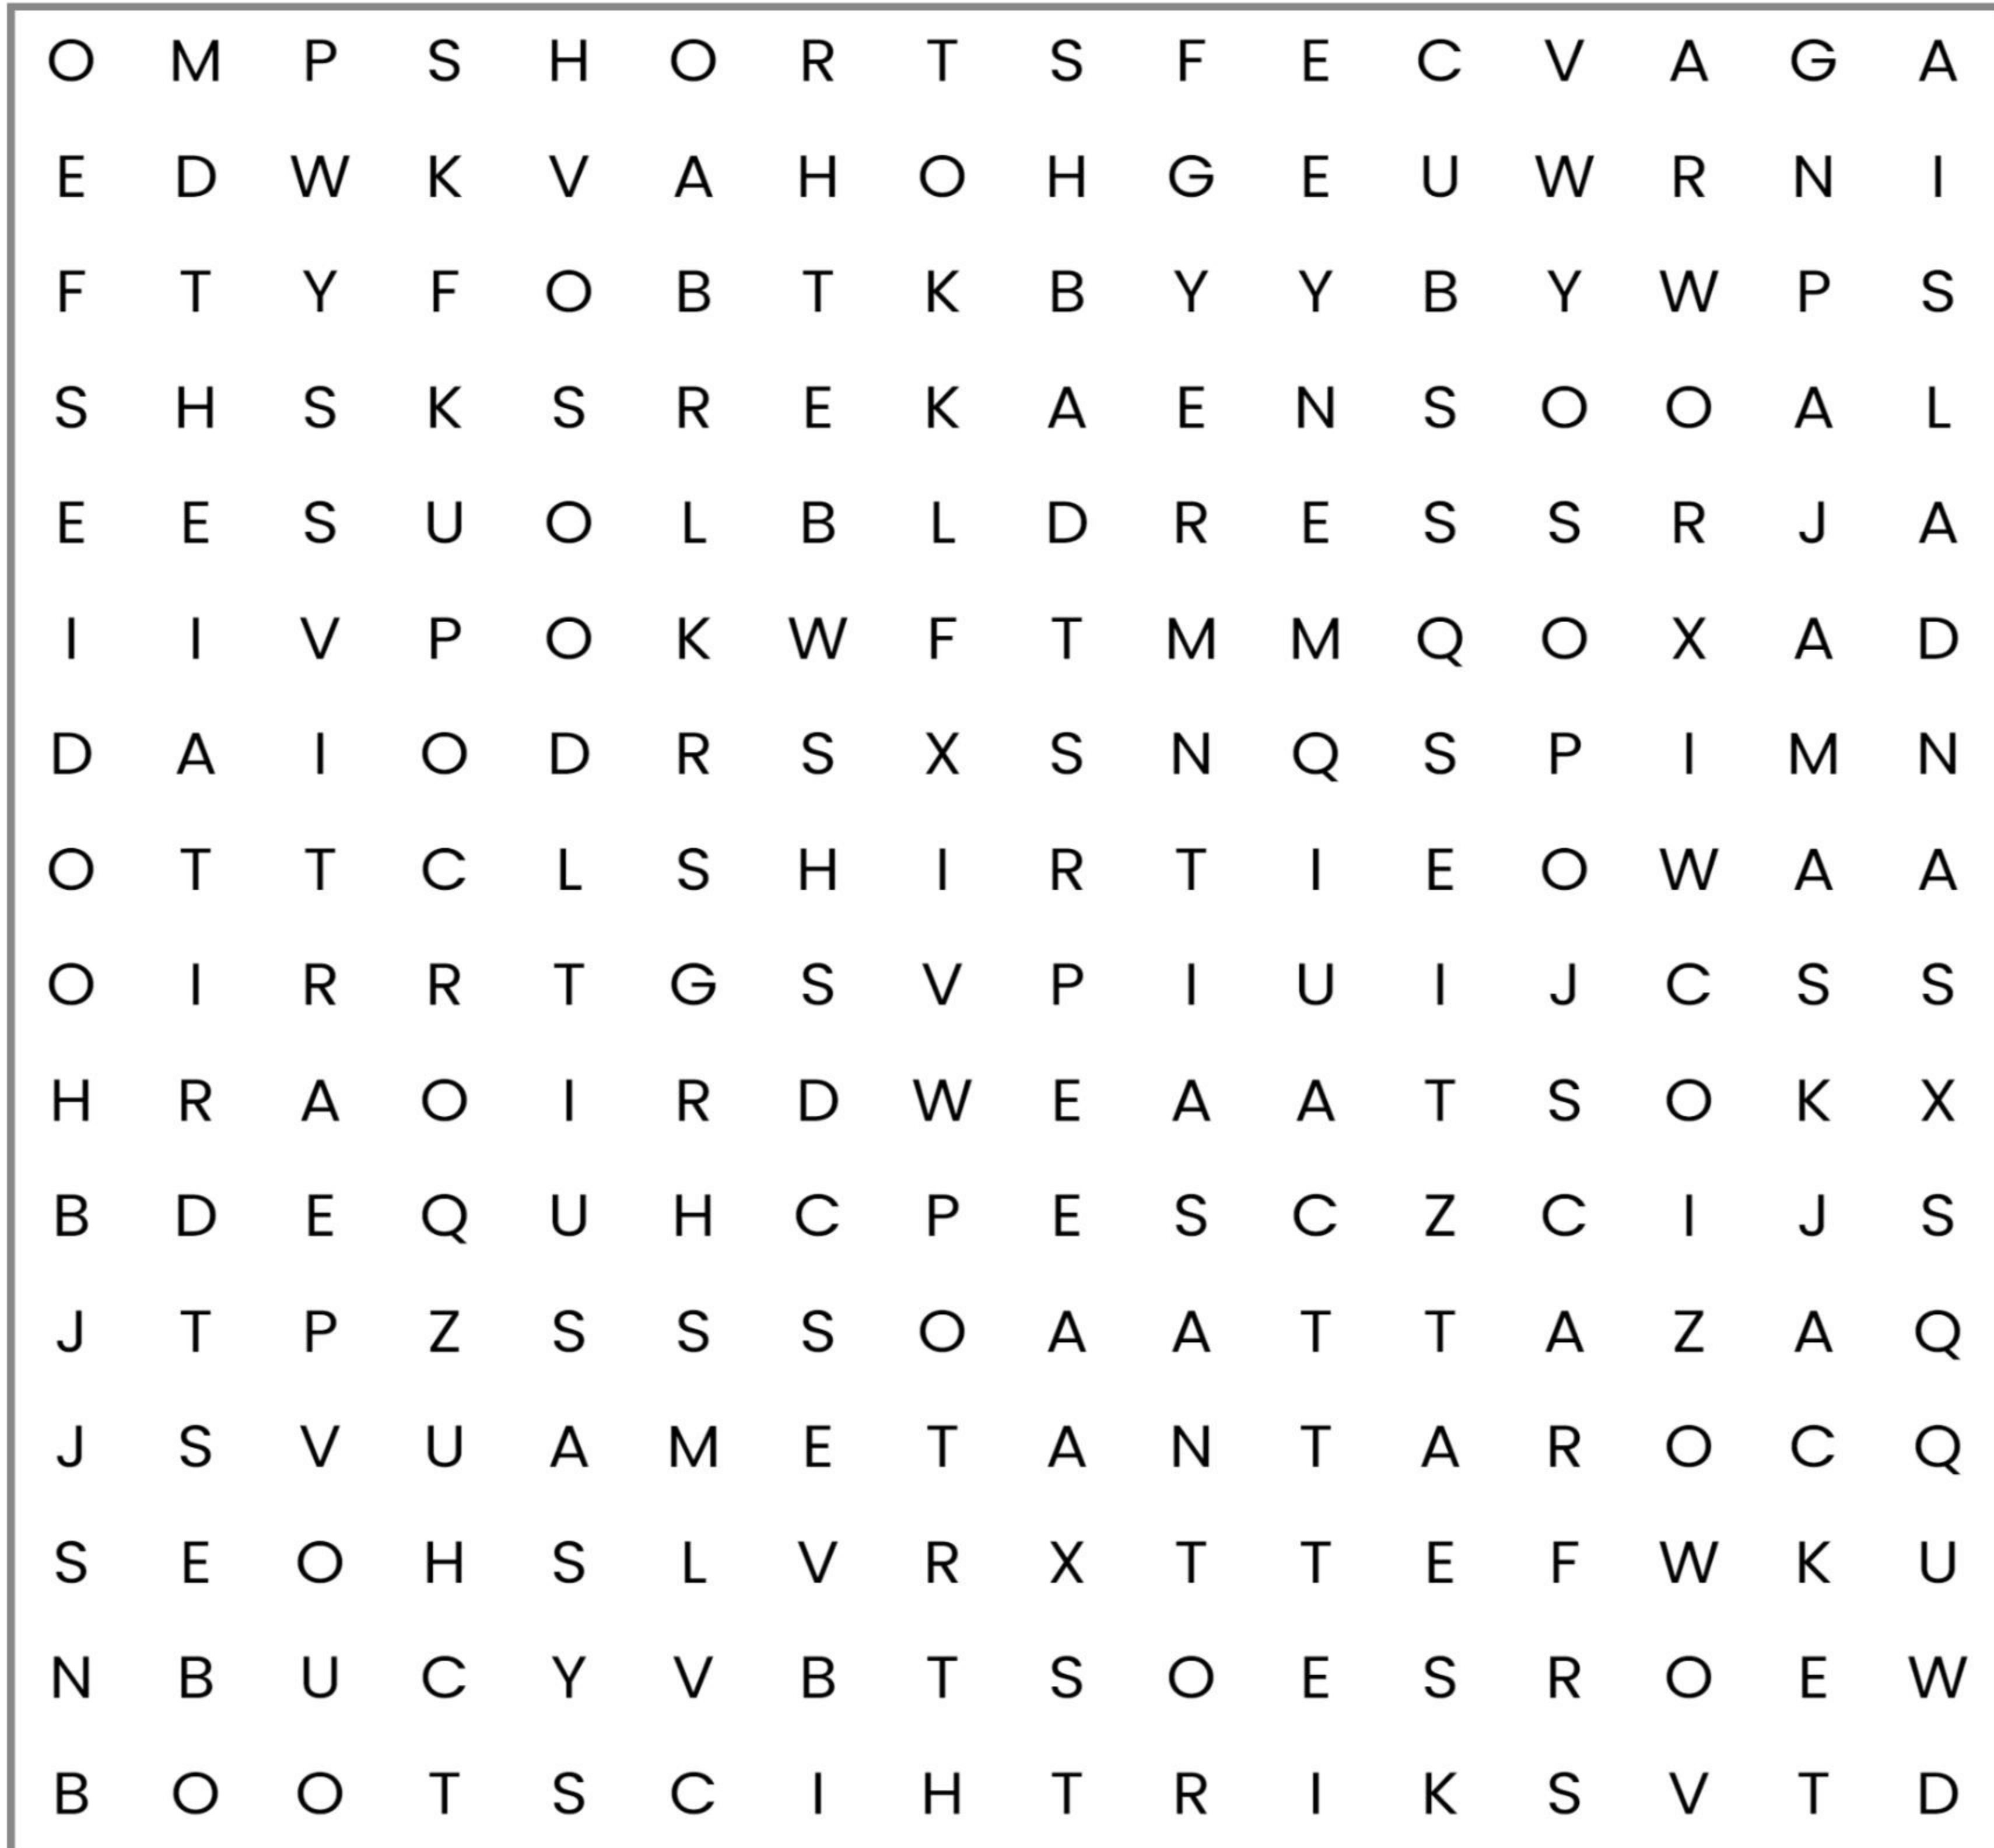 O M P S H O R T S F E C V A G A
E D W K V A H O H G E U W R N I
F T Y F O B T K B Y Y B Y W P S
S H S K S R E K A E N S O O A L
E E S U O L B L D R E S S R J A
I I V P O K W F T M M Q O X A D
D A I O D R S X S N Q S P I M N
O T T C L S H I R T I E O W A A
O I R R T G S V P I U I J C S S
H R A O I R D W E A A T S O K X
B D E Q U H C P E S C Z C I J S
J T P Z S S S O A A T T A Z A Q
J S V U A M E T A N T A R O C Q
S E O H S L V R X T T E F W K U
N B U C Y V B T S O E S R O E W
B O O T S C I H T R I K S V T D